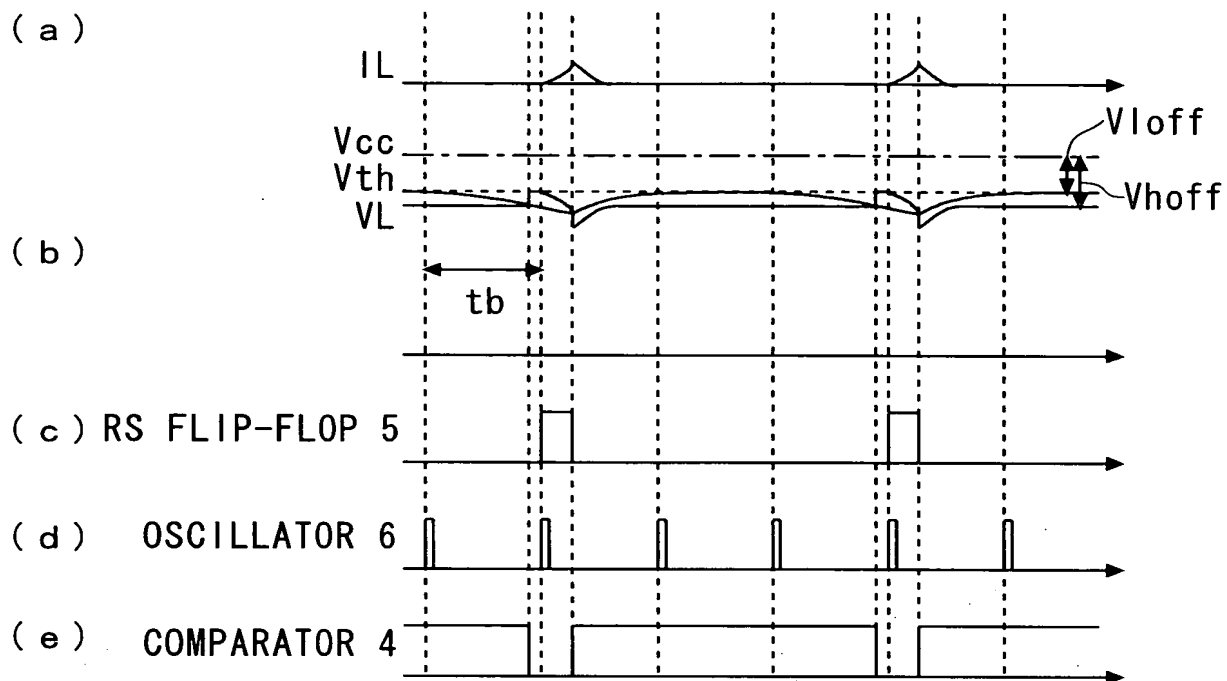 (a)
IL
Vcc
Vloff
Vth
Vhoff
VL
(b)
tb
(c) RS FLIP-FLOP 5
(d) OSCILLATOR 6
(e) COMPARATOR 4